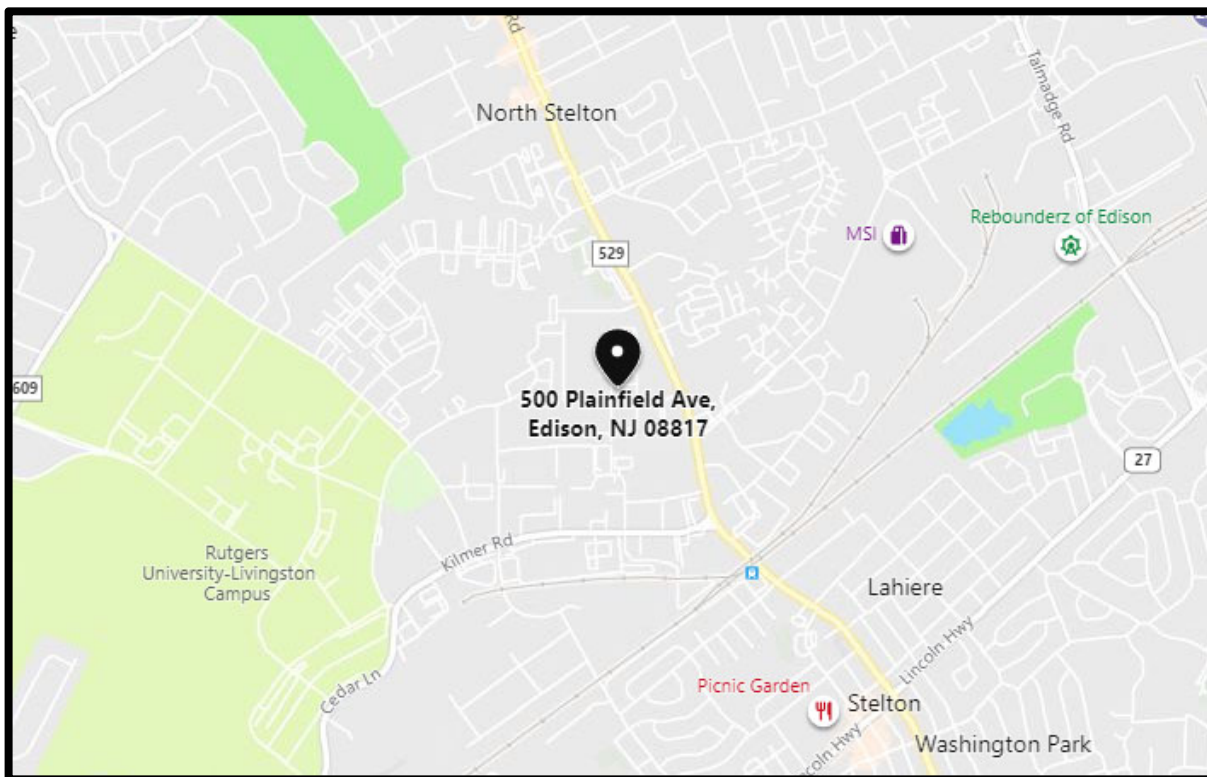 Rd
e
North Stelton
Talmadge Rd
Rebounderz of Edison
MSI
529
609
500 Plainfield Ave,
Edison, NJ 08817
27
Kilmer Rd
Rutgers
University-Livingston
Campus
Lahiere
Lincoln Hwy
Cedar Ln
Picnic Garden
Stelton
Washington Park
coln Hwy